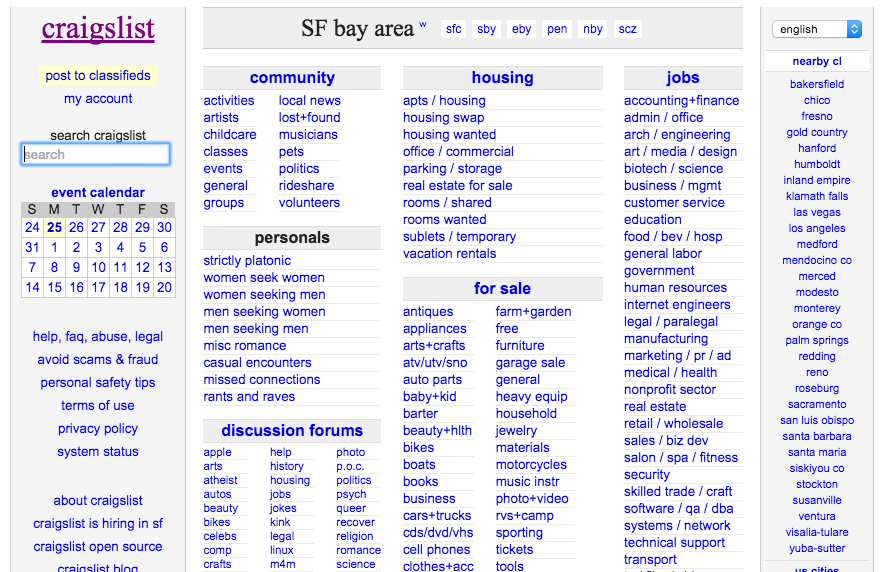 craigslist
post to classifieds
my account
search craigslist
search
event calendar
S M T W T F S
24 25 26 27 28 29 30
31 1 2 3 4 5 6
7 8 9 10 11 12 13
14 15 16 17 18 19 20
help, faq, abuse, legal
avoid scams & fraud
personal safety tips
terms of use
privacy policy
system status
about craigslist
craigslist is hiring in sf
craigslist open source
craigslist blog
SF bay area w sfc sby eby pen nby scz
community
activities local news
artists lost+found
childcare musicians
classes pets
events politics
general rideshare
groups volunteers
personals
strictly platonic
women seek women
women seeking men
men seeking women
men seeking men
misc romance
casual encounters
missed connections
rants and raves
discussion forums
apple help photo
arts history p.o.c.
atheist housing politics
autos jobs psych
beauty jokes queer
bikes kink recover
celebs legal religion
comp linux romance
crafts m4m science
housing
apts / housing
housing swap
housing wanted
office / commercial
parking / storage
real estate for sale
rooms / shared
rooms wanted
sublets / temporary
vacation rentals
for sale
antiques farm+garden
appliances free
arts+crafts furniture
atv/utv/sno garage sale
auto parts general
baby+kid heavy equip
barter household
beauty+hlth jewelry
bikes materials
boats motorcycles
books music instr
business photo+video
cars+trucks rvs+camp
cds/dvd/vhs sporting
cell phones tickets
clothes+acc tools
jobs
accounting+finance
admin / office
arch / engineering
art / media / design
biotech / science
business / mgmt
customer service
education
food / bev / hosp
general labor
government
human resources
internet engineers
legal / paralegal
manufacturing
marketing / pr / ad
medical / health
nonprofit sector
real estate
retail / wholesale
sales / biz dev
salon / spa / fitness
security
skilled trade / craft
software / qa / dba
systems / network
technical support
transport
english
nearby cl
bakersfield
chico
fresno
gold country
hanford
humboldt
inland empire
klamath falls
las vegas
los angeles
medford
mendocino co
merced
modesto
monterey
orange co
palm springs
redding
reno
roseburg
sacramento
san luis obispo
santa barbara
santa maria
siskiyou co
stockton
susanville
ventura
visalia-tulare
yuba-sutter
us cities